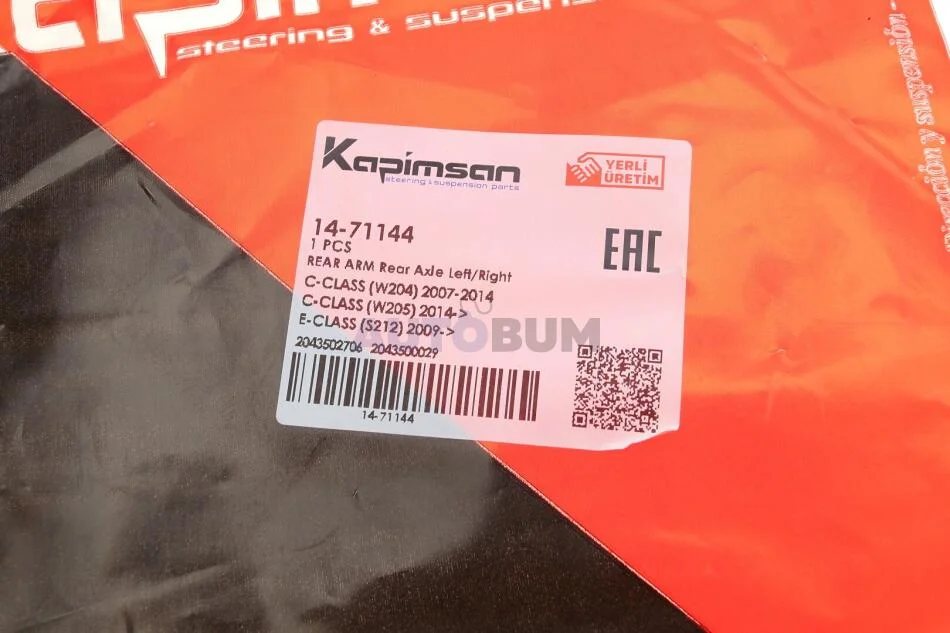 steering & suspens
Kapimsan
steering & suspension parts
YERLİ
ÜRETİM
14-71144
1 PCS
EAC
REAR ARM Rear Axle Left/Right
C-CLASS (W204) 2007-2014
C-CLASS (W205) 2014->
E-CLASS (S212) 2009->
AUTOBUM
2043502706 2043500029
14-71144